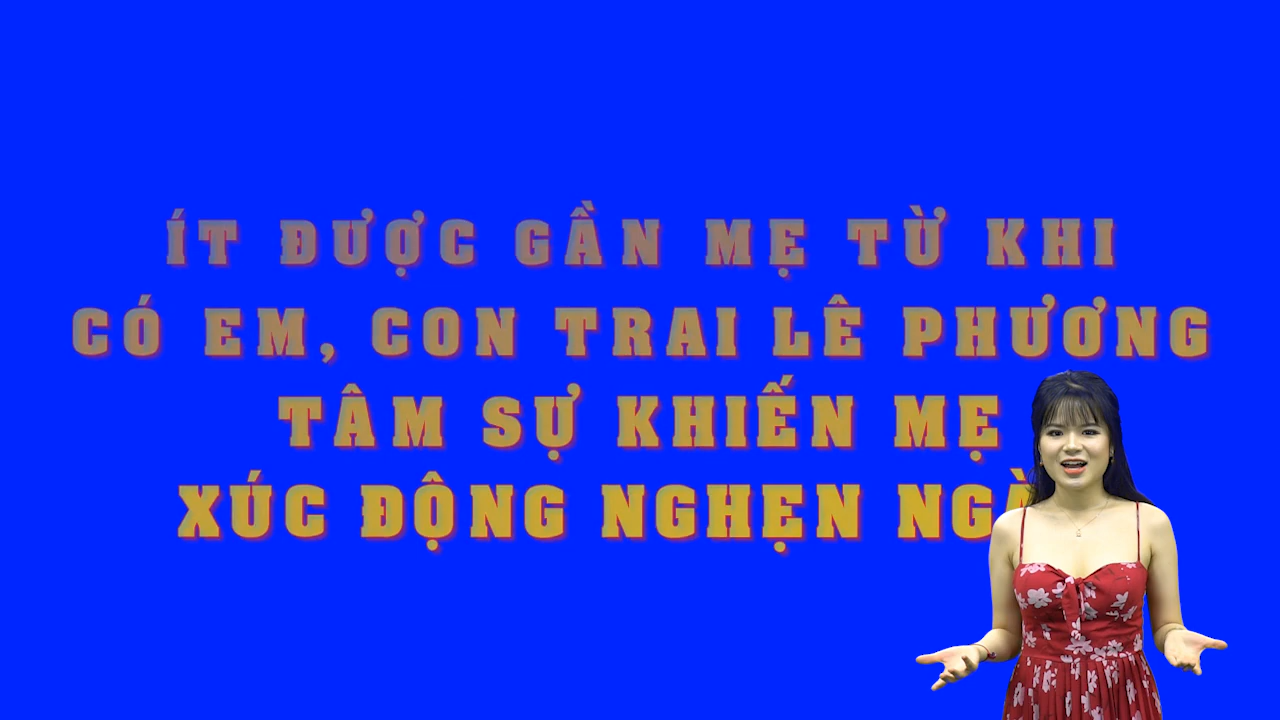 ÍT ĐƯỢC GẦN MẸ TỪ KHI
CÓ EM, CON TRAI LÊ PHƯƠNG
TÂM SỰ KHIẾN MẸ
XÚC ĐỘNG NGHẸN